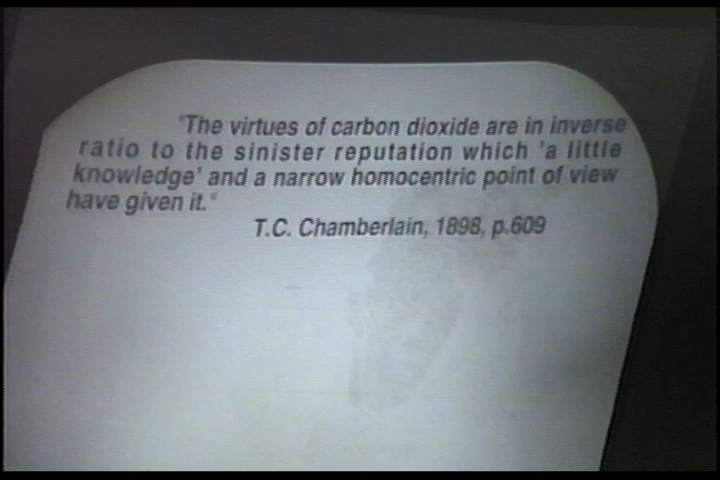 "The virtues of carbon dioxide are in inverse
ratio to the sinister reputation which 'a little
knowledge' and a narrow homocentric point of view
have given it."
T.C. Chamberlain, 1898, p.609